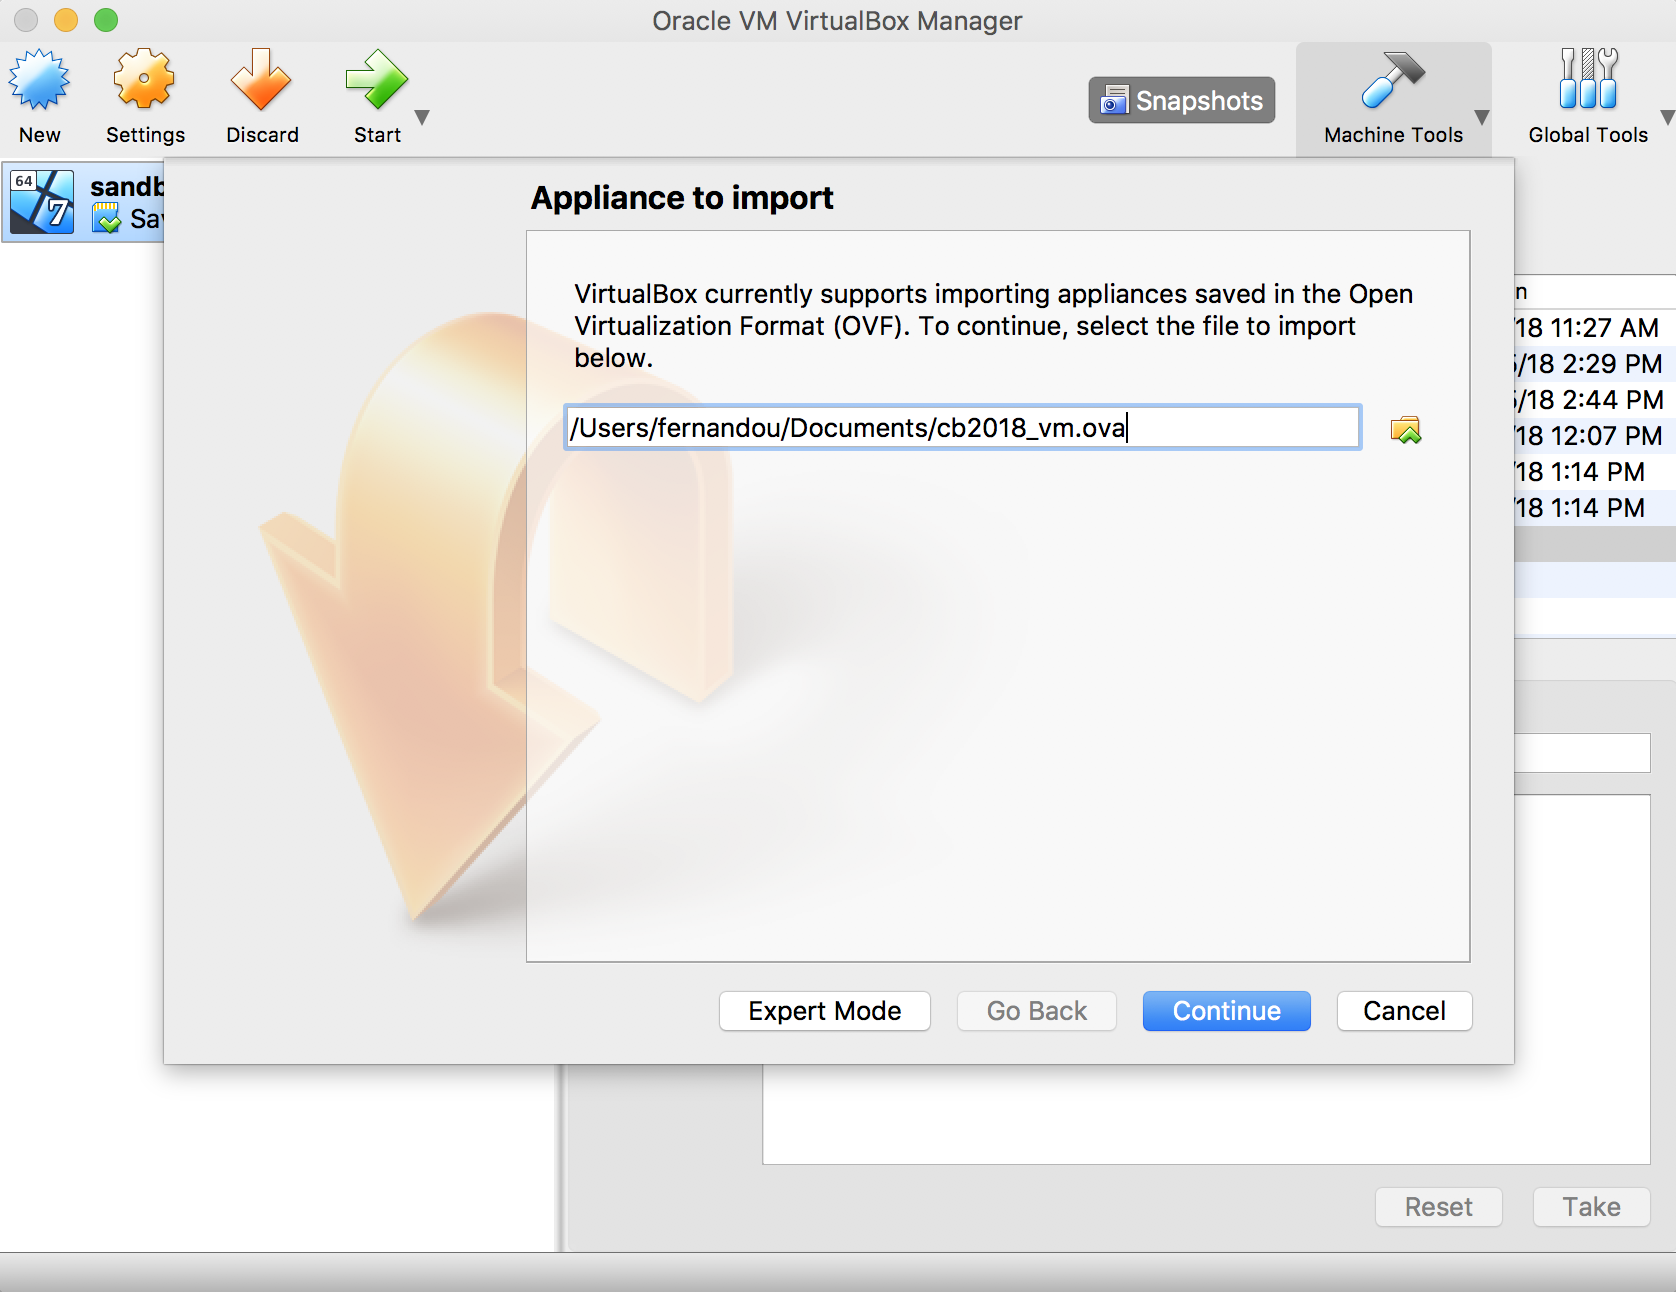 Oracle VM VirtualBox Manager
New
Settings
Discard
Start
Snapshots
Machine Tools
Global Tools
64
7
Appliance to import
VirtualBox currently supports importing appliances saved in the Open
Virtualization Format (OVF). To continue, select the file to import
below.
/Users/fernandou/Documents/cb2018_vm.ova
/18 11:27 AM
/18 2:29 PM
/18 2:44 PM
/18 12:07 PM
/18 1:14 PM
/18 1:14 PM
Expert Mode
Go Back
Continue
Cancel
Reset
Take